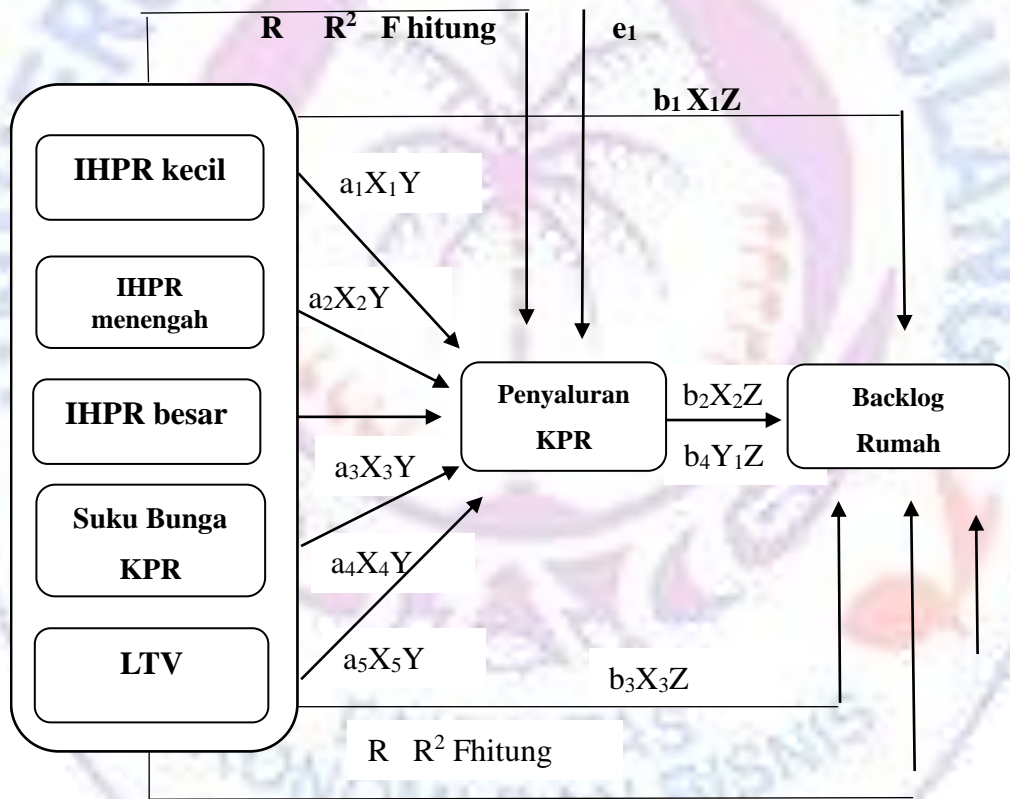 R R² F hitung e₁
b₁ X₁Z
IHPR kecil
a₁X₁Y
IHPR
menengah
a₂X₂Y
IHPR besar
a₃X₃Y
Suku Bunga
KPR
a₄X₄Y
LTV
a₅X₅Y
Penyaluran
KPR
b₂X₂Z
b₄Y₁Z
Backlog
Rumah
b₃X₃Z
R R² Fhitung